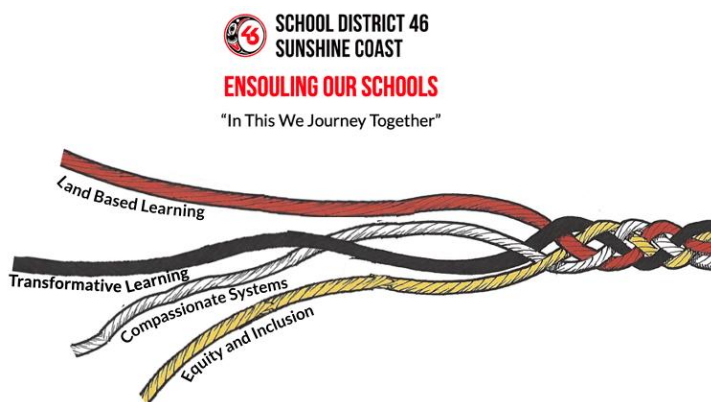 46
SCHOOL DISTRICT 46
SUNSHINE COAST
ENSOULING OUR SCHOOLS
“In This We Journey Together”
Land Based Learning
Transformative Learning
Compassionate Systems
Equity and Inclusion